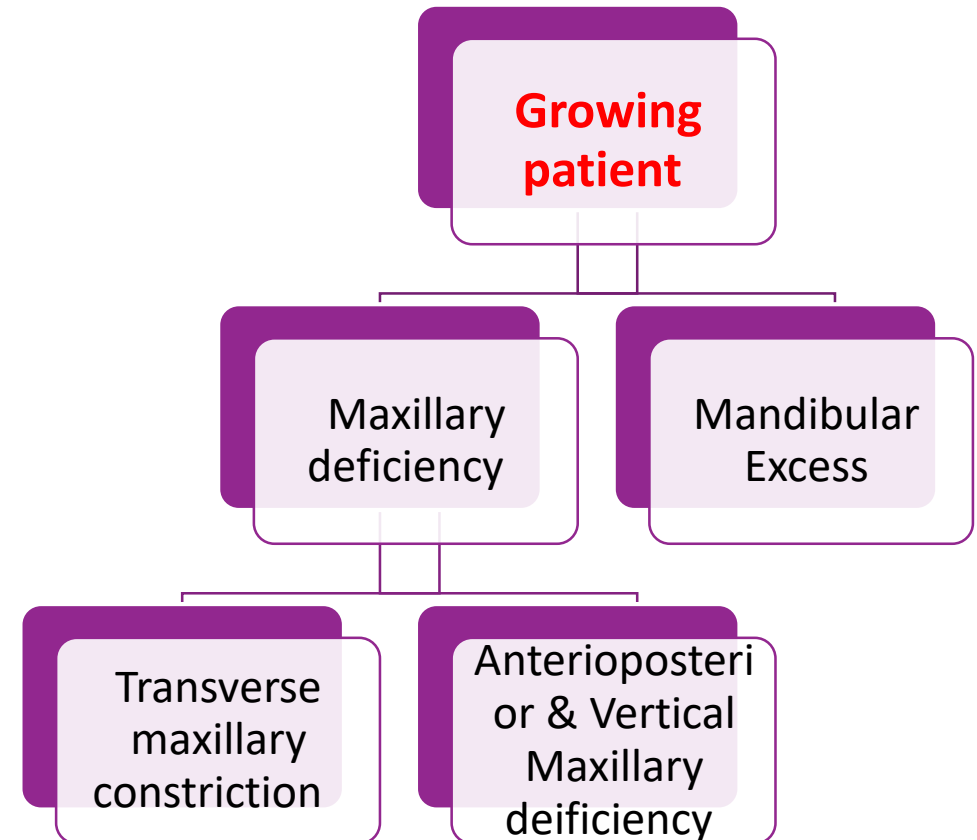 Growing
patient
Maxillary
deficiency
Mandibular
Excess
Transverse
maxillary
constriction
Anterioposteri
or & Vertical
Maxillary
deificiency